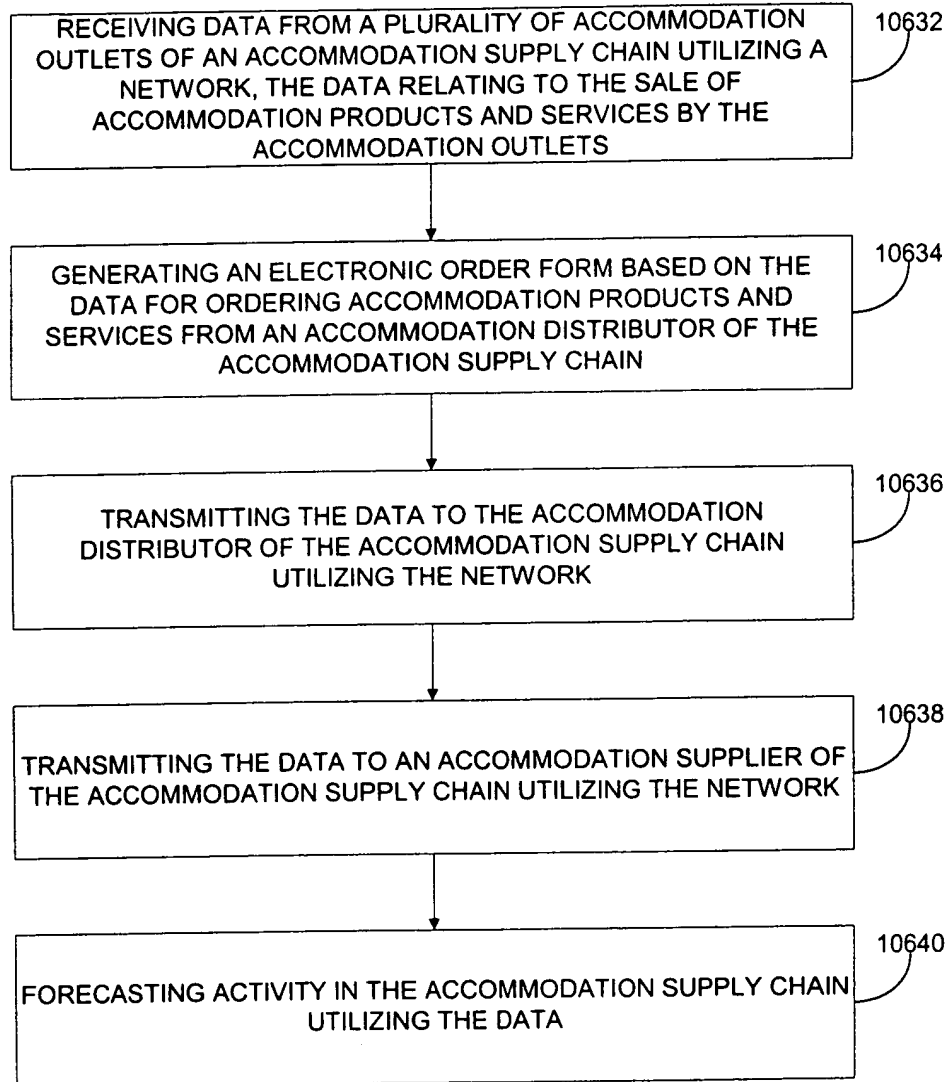 RECEIVING DATA FROM A PLURALITY OF ACCOMMODATION
OUTLETS OF AN ACCOMMODATION SUPPLY CHAIN UTILIZING A
NETWORK, THE DATA RELATING TO THE SALE OF
ACCOMMODATION PRODUCTS AND SERVICES BY THE
ACCOMMODATION OUTLETS
10632
GENERATING AN ELECTRONIC ORDER FORM BASED ON THE
DATA FOR ORDERING ACCOMMODATION PRODUCTS AND
SERVICES FROM AN ACCOMMODATION DISTRIBUTOR OF THE
ACCOMMODATION SUPPLY CHAIN
10634
TRANSMITTING THE DATA TO THE ACCOMMODATION
DISTRIBUTOR OF THE ACCOMMODATION SUPPLY CHAIN
UTILIZING THE NETWORK
10636
TRANSMITTING THE DATA TO AN ACCOMMODATION SUPPLIER OF
THE ACCOMMODATION SUPPLY CHAIN UTILIZING THE NETWORK
10638
FORECASTING ACTIVITY IN THE ACCOMMODATION SUPPLY CHAIN
UTILIZING THE DATA
10640